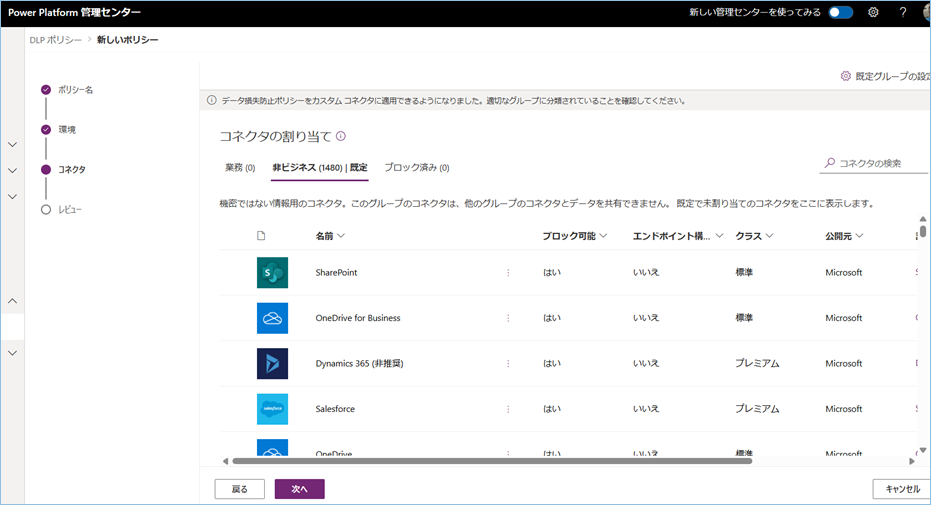 Power Platform 管理センター
新しい管理センターを使ってみる
DLP ポリシー > 新しいポリシー
既定グループの設定
ポリシー名
環境
コネクタ
レビュー
データ損失防止ポリシーをカスタム コネクタに適用できるようになりました。適切なグループに分類されていることを確認してください。
コネクタの割り当て
業務 (0) 非ビジネス (1480) | 既定 ブロック済み (0)
コネクタの検索
機密ではない情報用のコネクタ。このグループのコネクタは、他のグループのコネクタとデータを共有できません。 既定で未割り当てのコネクタをここに表示します。
名前 ブロック可能 エンドポイント構... クラス 公開元
SharePoint はい いいえ 標準 Microsoft
OneDrive for Business はい いいえ 標準 Microsoft
Dynamics 365 (非推奨) はい いいえ プレミアム Microsoft
Salesforce はい いいえ プレミアム Microsoft
OneDrive はい いいえ 標準 Microsoft
戻る 次へ キャンセル